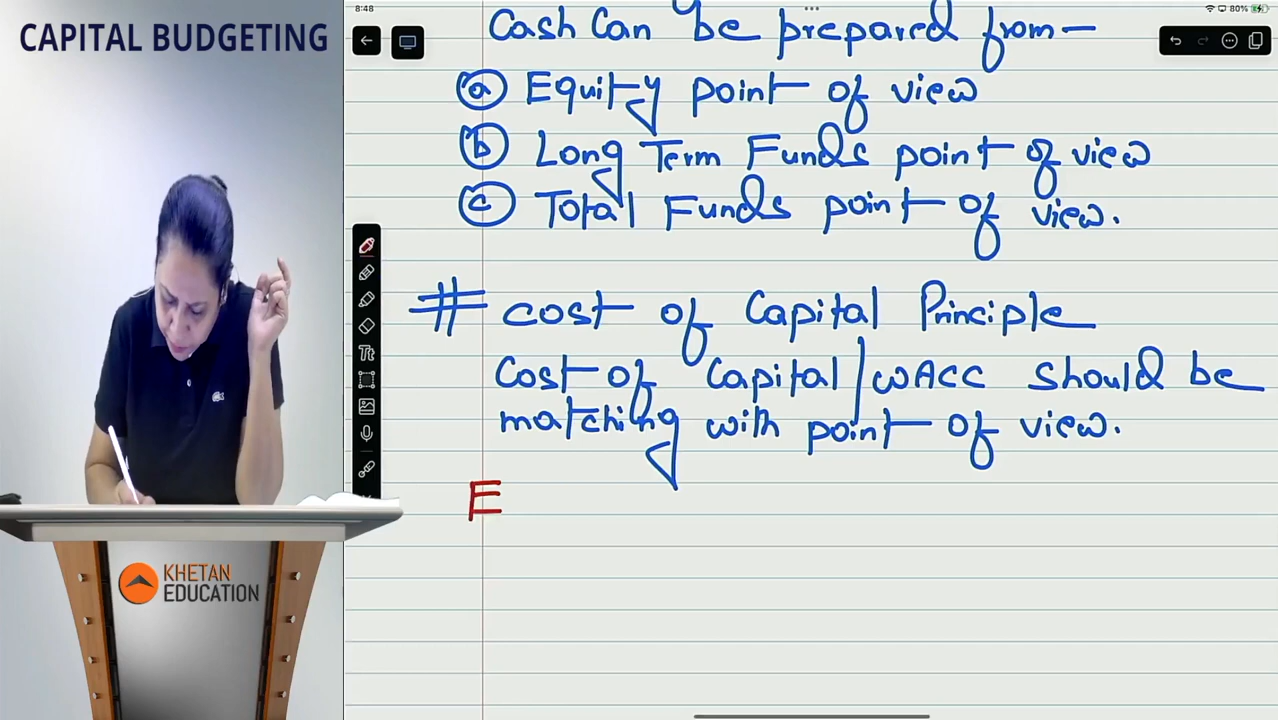 CAPITAL BUDGETING
8:48
80%
Cash Can be prepared from—
(a) Equity point of view
(b) Long Term Funds point of view
(c) Total Funds point of view.
# Cost of Capital Principle
Cost of Capital / WACC should be
matching with point of view.
E
Tt
KHETAN
EDUCATION